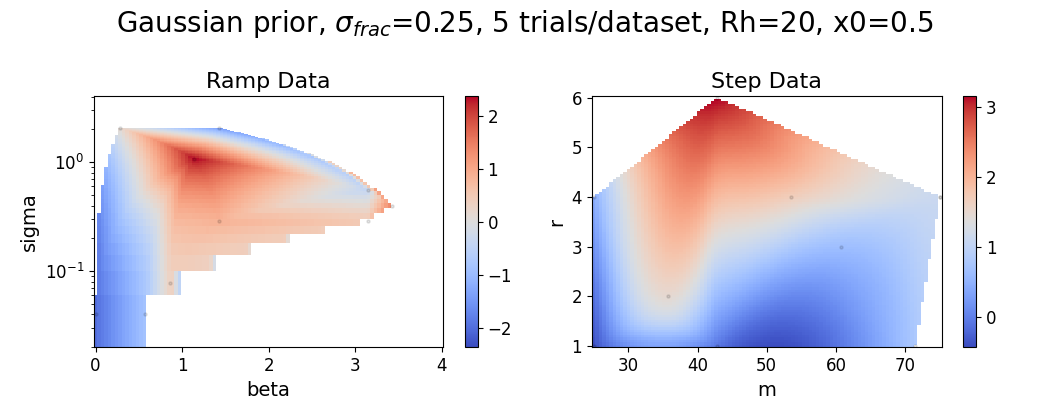 Gaussian prior, σ_frac=0.25, 5 trials/dataset, Rh=20, x0=0.5
Ramp Data
sigma
10⁰
10⁻¹
0 1 2 3 4
beta
2
1
0
−1
−2
Step Data
r
6
5
4
3
2
1
30 40 50 60 70
m
3
2
1
0